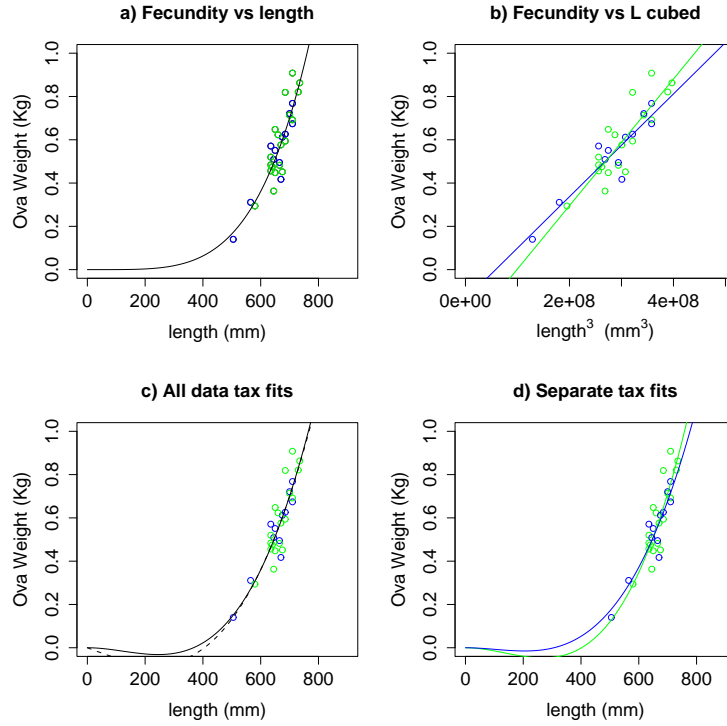 a) Fecundity vs length
Ova Weight (Kg)
0.0 0.2 0.4 0.6 0.8 1.0
0 200 400 600 800
length (mm)
b) Fecundity vs L cubed
Ova Weight (Kg)
0.0 0.2 0.4 0.6 0.8 1.0
0e+00 2e+08 4e+08
length³ (mm³)
c) All data tax fits
Ova Weight (Kg)
0.0 0.2 0.4 0.6 0.8 1.0
0 200 400 600 800
length (mm)
d) Separate tax fits
Ova Weight (Kg)
0.0 0.2 0.4 0.6 0.8 1.0
0 200 400 600 800
length (mm)